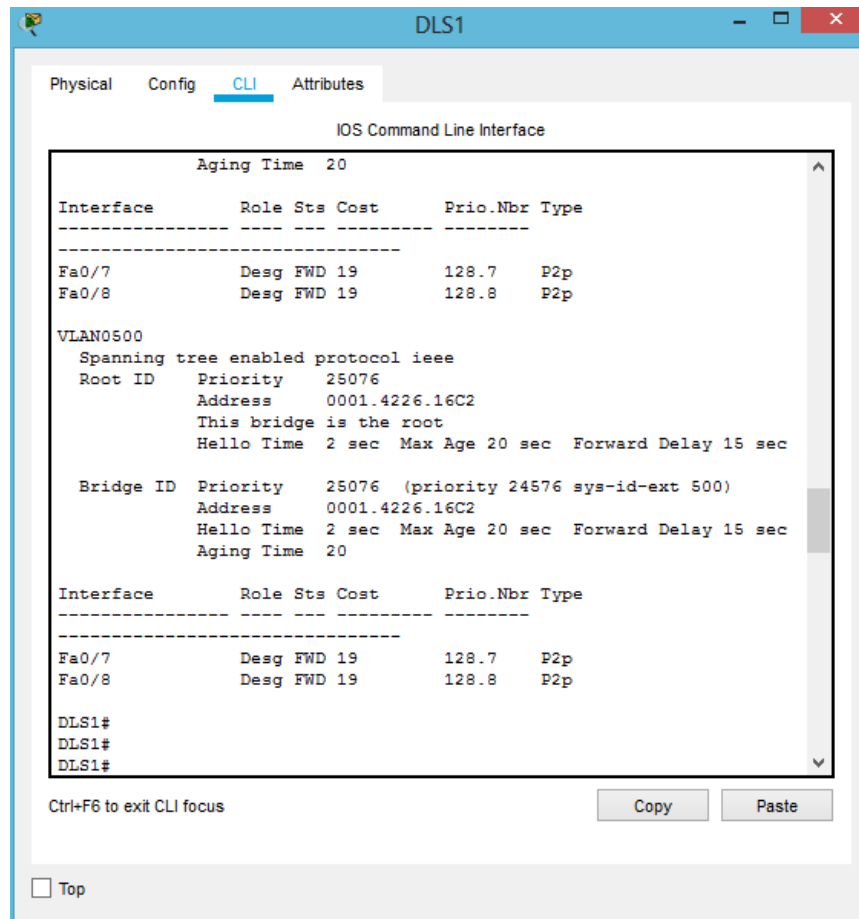 DLS1
Physical Config CLI Attributes
IOS Command Line Interface
Aging Time 20
Interface Role Sts Cost Prio.Nbr Type
---------------- ---- --- --------- --------
--------------------------------
Fa0/7 Desg FWD 19 128.7 P2p
Fa0/8 Desg FWD 19 128.8 P2p
VLAN0500
Spanning tree enabled protocol ieee
Root ID Priority 25076
Address 0001.4226.16C2
This bridge is the root
Hello Time 2 sec Max Age 20 sec Forward Delay 15 sec
Bridge ID Priority 25076 (priority 24576 sys-id-ext 500)
Address 0001.4226.16C2
Hello Time 2 sec Max Age 20 sec Forward Delay 15 sec
Aging Time 20
Interface Role Sts Cost Prio.Nbr Type
---------------- ---- --- --------- --------
--------------------------------
Fa0/7 Desg FWD 19 128.7 P2p
Fa0/8 Desg FWD 19 128.8 P2p
DLS1#
DLS1#
DLS1#
Ctrl+F6 to exit CLI focus Copy Paste
Top